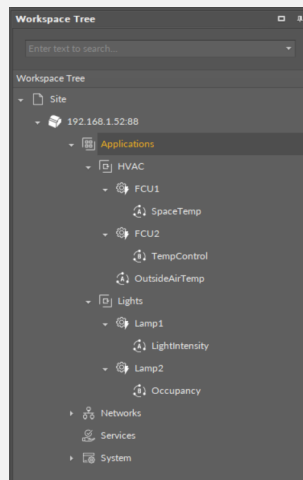 Workspace Tree
Enter text to search...
Workspace Tree
Site
192.168.1.52:88
Applications
HVAC
FCU1
SpaceTemp
FCU2
TempControl
OutsideAirTemp
Lights
Lamp1
LightIntensity
Lamp2
Occupancy
Networks
Services
System